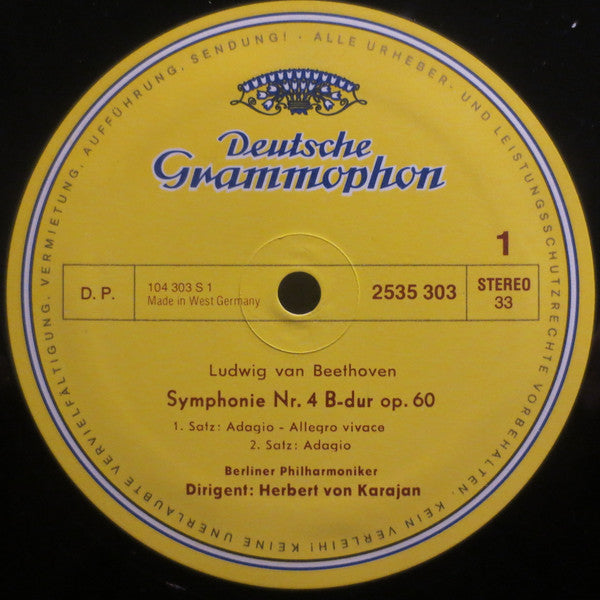 ALLE URHEBER- UND LEISTUNGSSCHUTZRECHTE VORBEHALTEN. KEIN VERLEIH! KEINE UNERLAUBTE VERVIELFÄLTIGUNG, VERMIETUNG, AUFFÜHRUNG, SENDUNG! ·
Deutsche
Grammophon
1
D. P.
104 303 S 1
Made in West Germany
2535 303
STEREO
33
Ludwig van Beethoven
Symphonie Nr. 4 B-dur op. 60
1. Satz: Adagio - Allegro vivace
2. Satz: Adagio
Berliner Philharmoniker
Dirigent: Herbert von Karajan